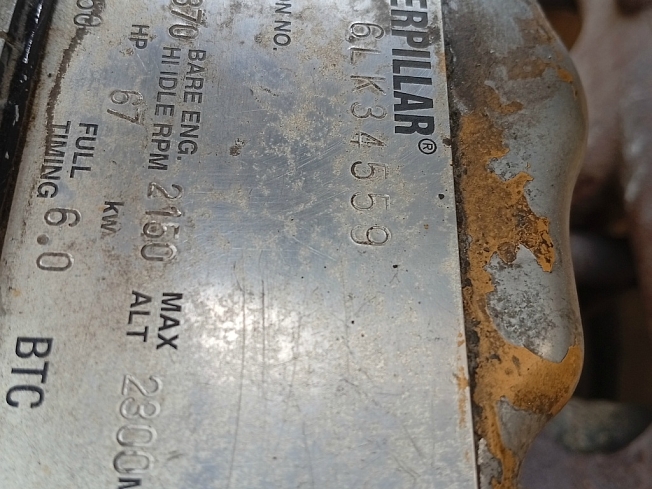 ERPILLAR®
6LK34559
NO.
BARE ENG. MAX
HI IDLE RPM 2150 ALT 2300
HP 67 kW
FULL
TIMING 6.0 BTC